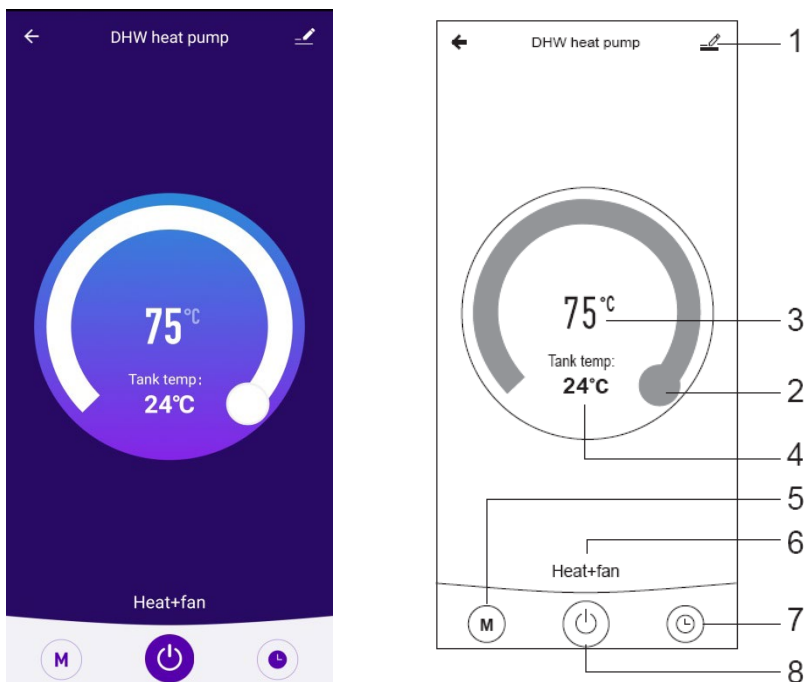 DHW heat pump
75°C
Tank temp:
24°C
Heat+fan
M
DHW heat pump
1
75°C
3
Tank temp:
24°C
2
4
5
6
Heat+fan
M
7
8